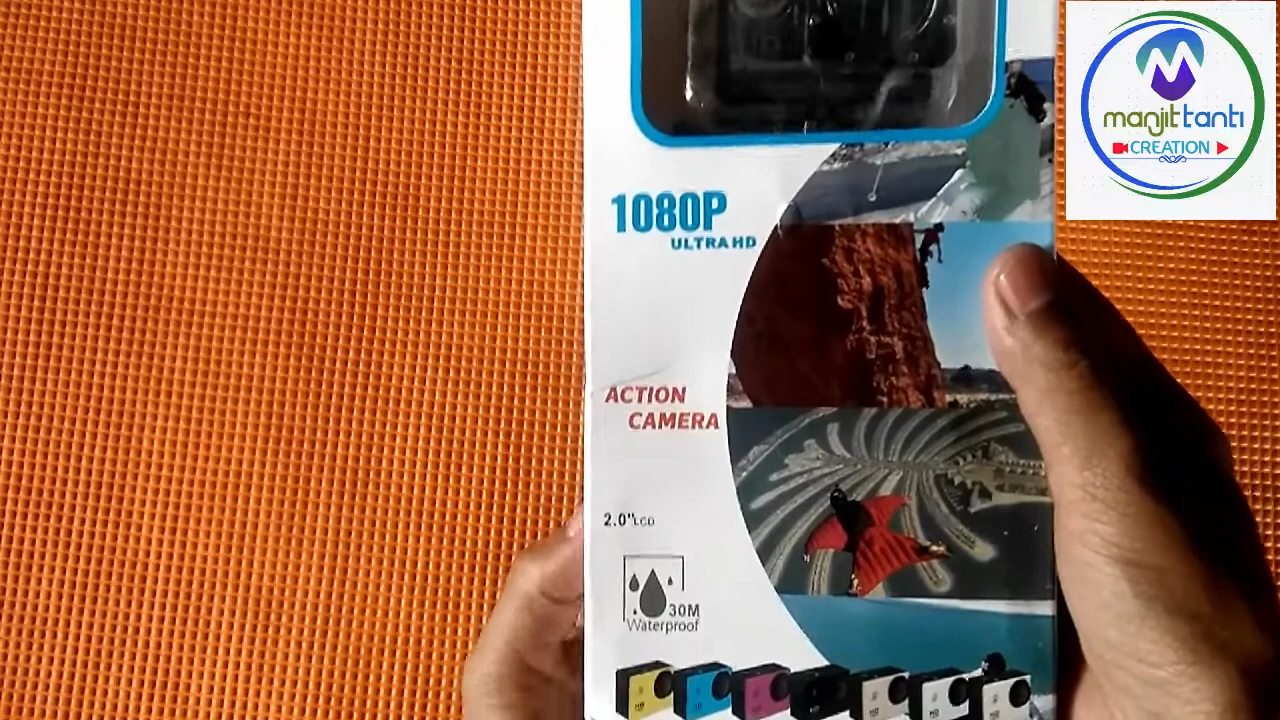 manjit tanti
CREATION
1080P
ULTRA HD
ACTION
CAMERA
2.0"LCD
30M
Waterproof